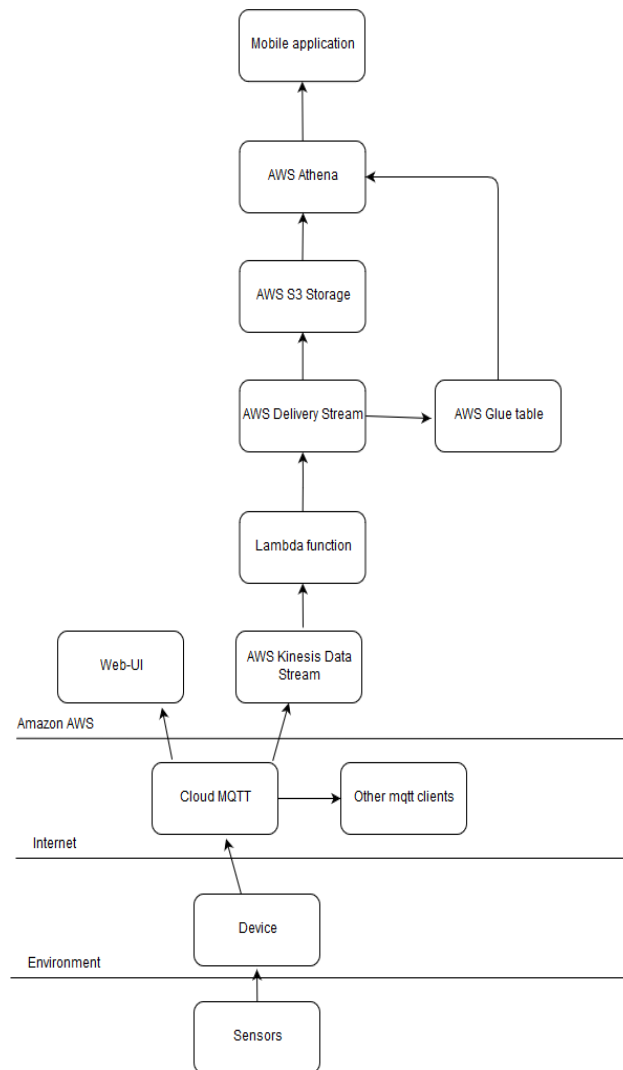 Mobile application
AWS Athena
AWS S3 Storage
AWS Delivery Stream
AWS Glue table
Lambda function
Web-UI
AWS Kinesis Data
Stream
Amazon AWS
Cloud MQTT
Other mqtt clients
Internet
Device
Environment
Sensors